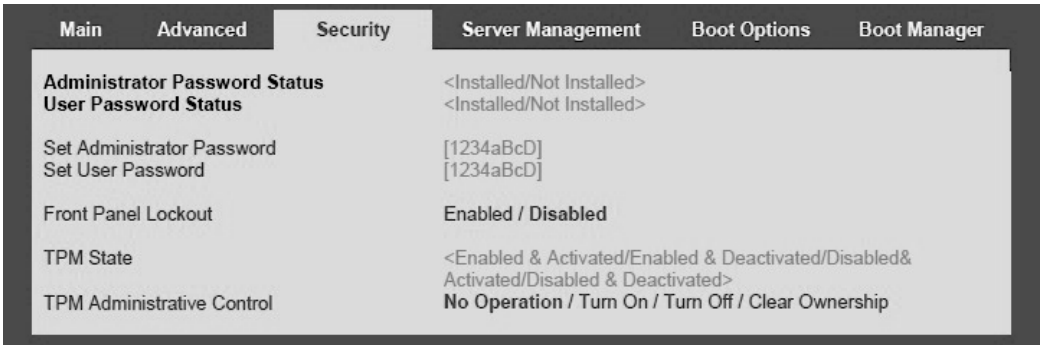 Main Advanced Security Server Management Boot Options Boot Manager
Administrator Password Status <Installed/Not Installed>
User Password Status <Installed/Not Installed>
Set Administrator Password [1234aBcD]
Set User Password [1234aBcD]
Front Panel Lockout Enabled / Disabled
TPM State <Enabled & Activated/Enabled & Deactivated/Disabled&
Activated/Disabled & Deactivated>
TPM Administrative Control No Operation / Turn On / Turn Off / Clear Ownership